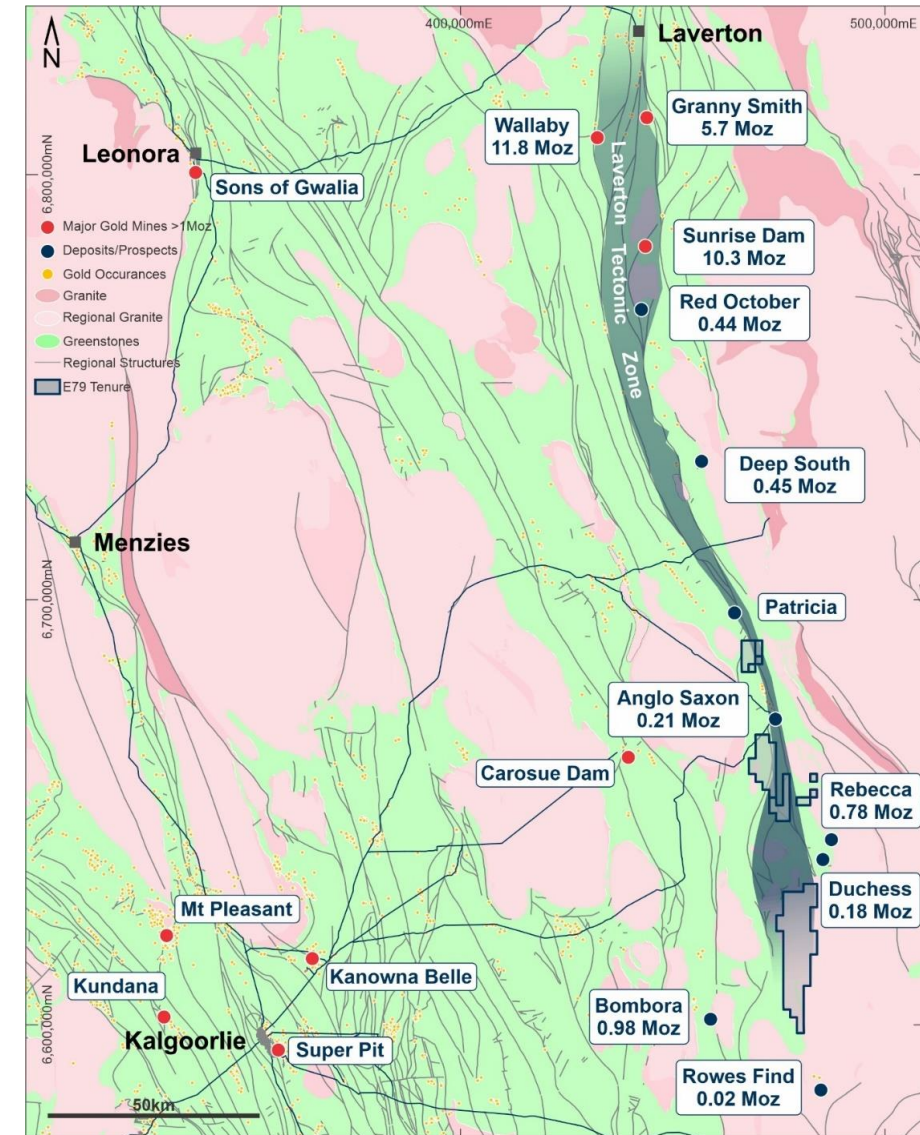 400,000mE
500,000mE
N
Laverton
Granny Smith
5.7 Moz
Wallaby
11.8 Moz
Leonora
6,800,000mN
Sons of Gwalia
Laverton Tectonic Zone
Major Gold Mines >1Moz
Deposits/Prospects
Gold Occurances
Granite
Regional Granite
Greenstones
Regional Structures
E79 Tenure
Sunrise Dam
10.3 Moz
Red October
0.44 Moz
Deep South
0.45 Moz
Menzies
6,700,000mN
Patricia
Anglo Saxon
0.21 Moz
Carosue Dam
Rebecca
0.78 Moz
Duchess
0.18 Moz
Mt Pleasant
Kanowna Belle
Kundana
Bombora
0.98 Moz
6,600,000mN
Kalgoorlie
Super Pit
Rowes Find
0.02 Moz
50km